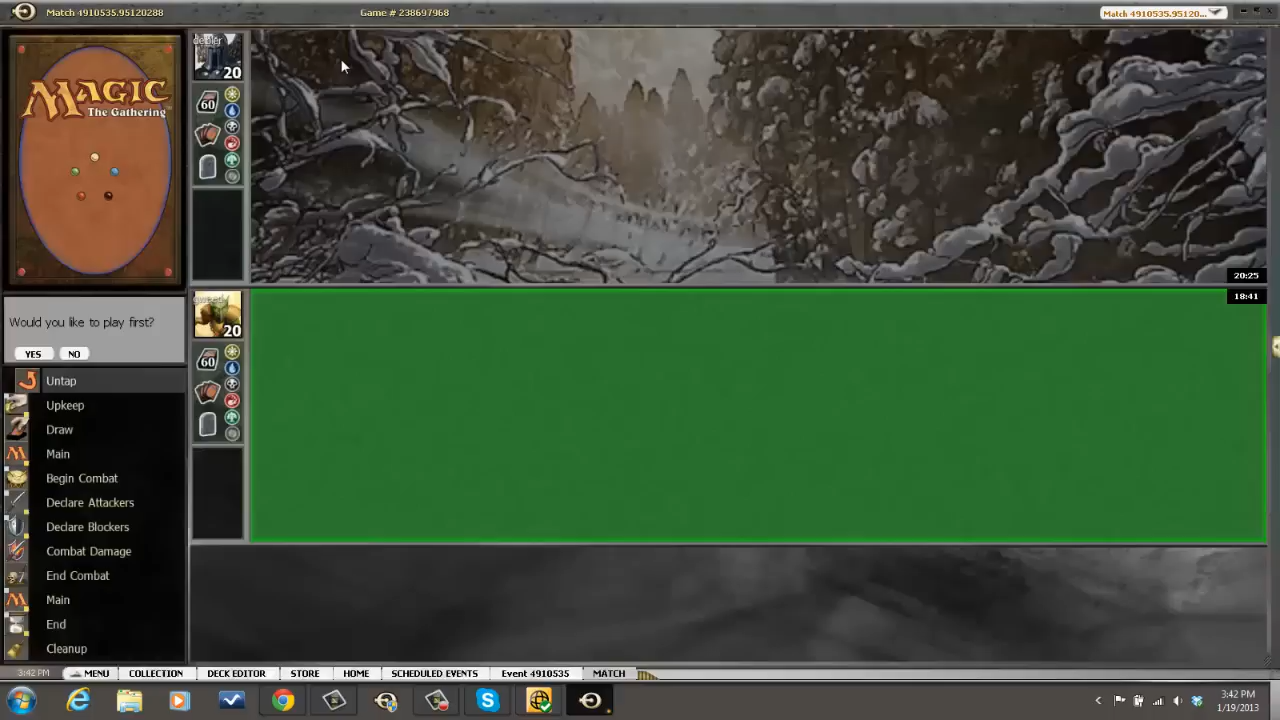 Match 4910535.95120288
Game # 238697968
Match 4910535.95120...
MAGIC
The Gathering
20
60
20:25
18:41
Would you like to play first?
YES
NO
20
60
Untap
Upkeep
Draw
Main
Begin Combat
Declare Attackers
Declare Blockers
Combat Damage
End Combat
Main
End
Cleanup
3:42 PM
MENU
COLLECTION
DECK EDITOR
STORE
HOME
SCHEDULED EVENTS
Event 4910535
MATCH
3:42 PM
1/19/2013